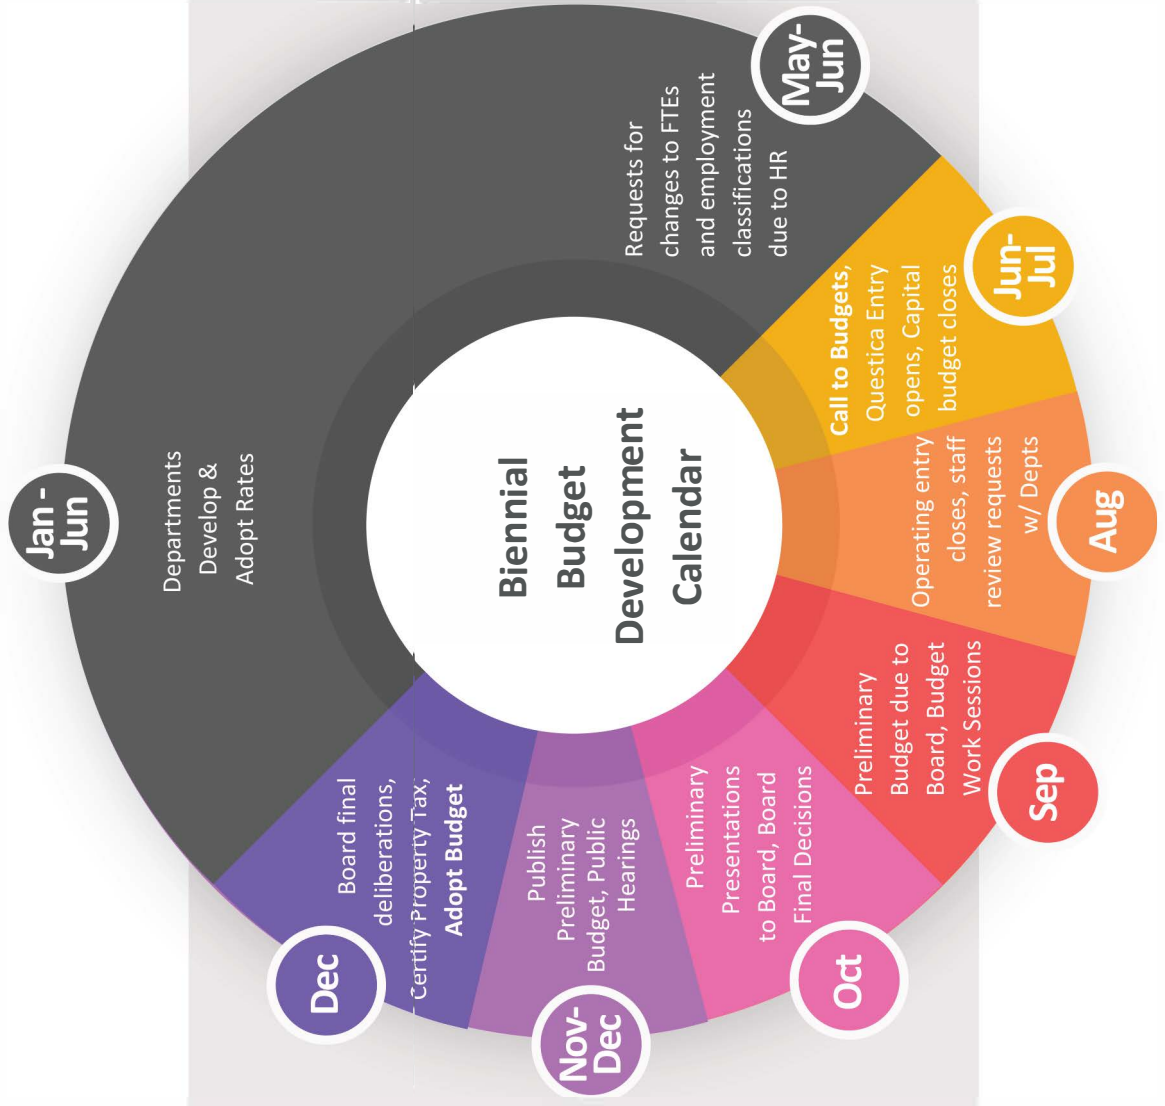 Biennial
Budget
Development
Calendar
Jan -
Jun
Departments
Develop &
Adopt Rates
May-
Jun
Requests for
changes to FTEs
and employment
classifications
due to HR
Jun-
Jul
Call to Budgets,
Questica Entry
opens, Capital
budget closes
Aug
Operating entry
closes, staff
review requests
w/ Depts
Sep
Preliminary
Budget due to
Board, Budget
Work Sessions
Oct
Preliminary
Presentations
to Board, Board
Final Decisions
Nov-
Dec
Publish
Preliminary
Budget, Public
Hearings
Dec
Board final
deliberations,
Certify Property Tax,
Adopt Budget